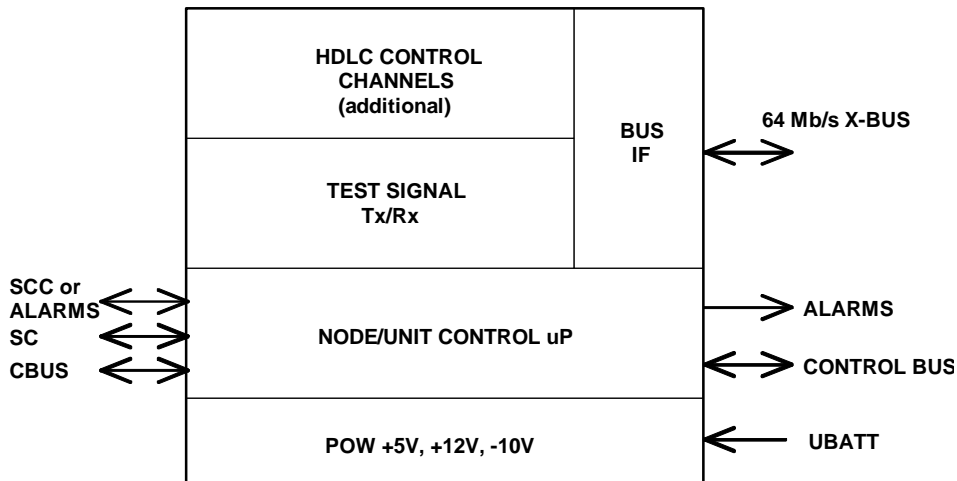 HDLC CONTROL
CHANNELS
(additional)
BUS
IF
64 Mb/s X-BUS
TEST SIGNAL
Tx/Rx
SCC or
ALARMS
SC
CBUS
NODE/UNIT CONTROL uP
ALARMS
CONTROL BUS
POW +5V, +12V, -10V
UBATT